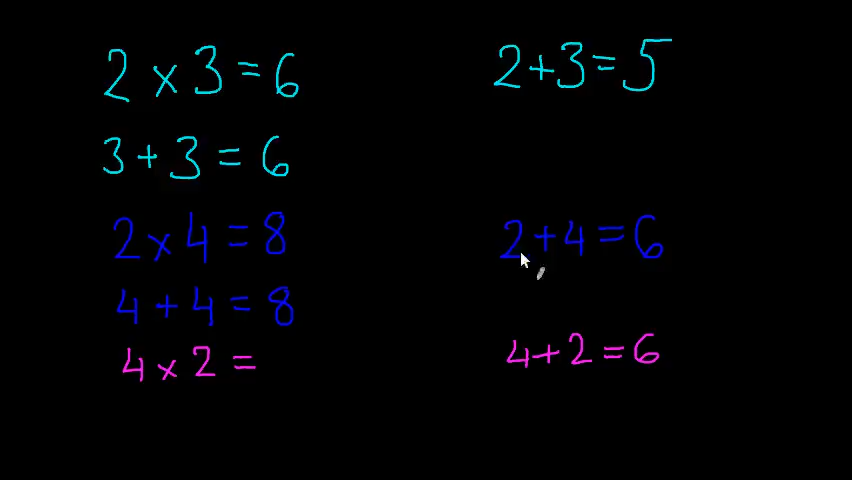 2 × 3 = 6
2 + 3 = 5
3 + 3 = 6
2 × 4 = 8
2 + 4 = 6
4 + 4 = 8
4 × 2 =
4 + 2 = 6